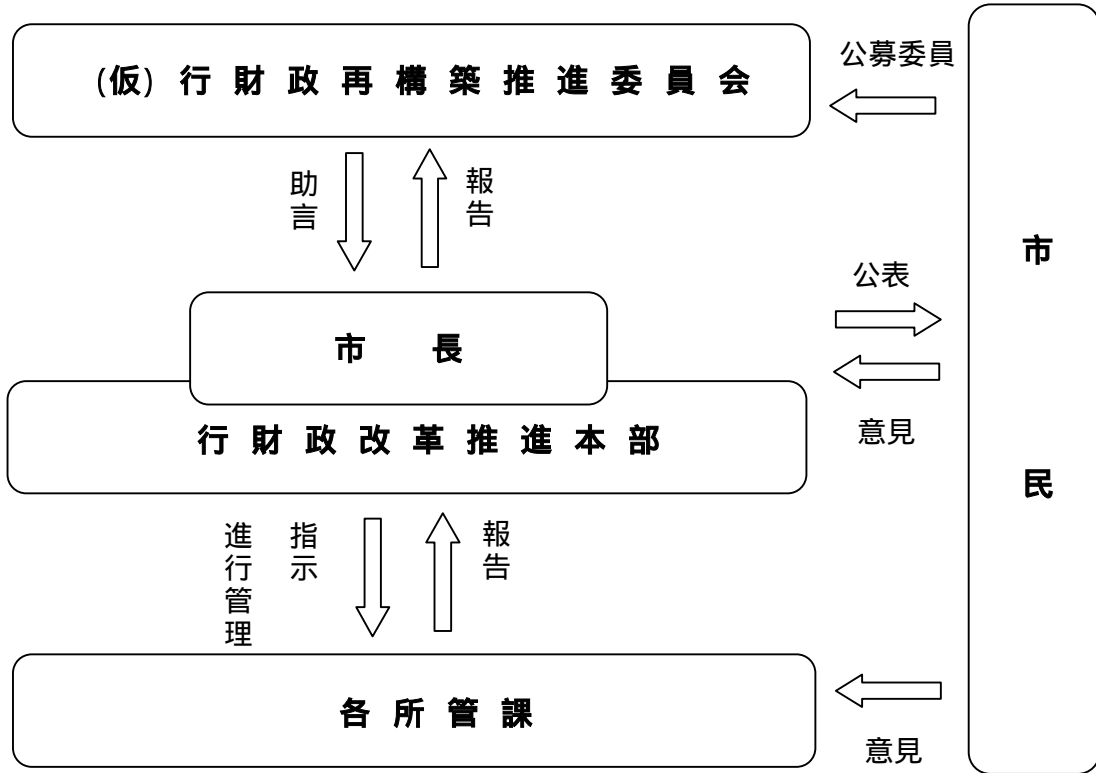 (仮)行財政再構築推進委員会
公募委員
助言
報告
市民
公表
市長
意見
行財政改革推進本部
進行管理
指示
報告
各所管課
意見